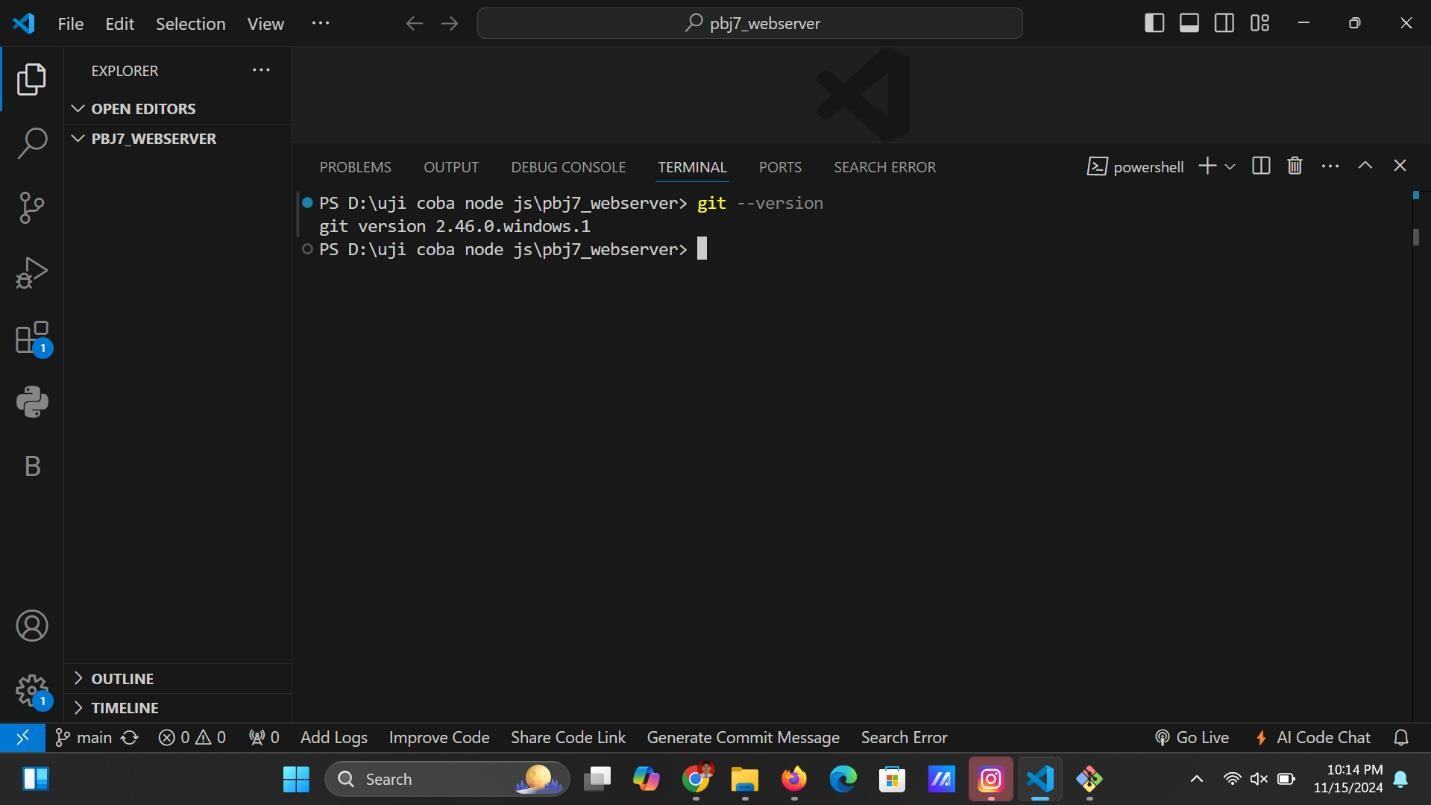 File Edit Selection View ···
pbj7_webserver
EXPLORER
OPEN EDITORS
PBJ7_WEBSERVER
PROBLEMS OUTPUT DEBUG CONSOLE TERMINAL PORTS SEARCH ERROR
powershell
PS D:\uji coba node js\pbj7_webserver> git --version
git version 2.46.0.windows.1
PS D:\uji coba node js\pbj7_webserver>
1
B
OUTLINE
1
TIMELINE
main 0 0 0 Add Logs Improve Code Share Code Link Generate Commit Message Search Error Go Live AI Code Chat
Search
10:14 PM
11/15/2024